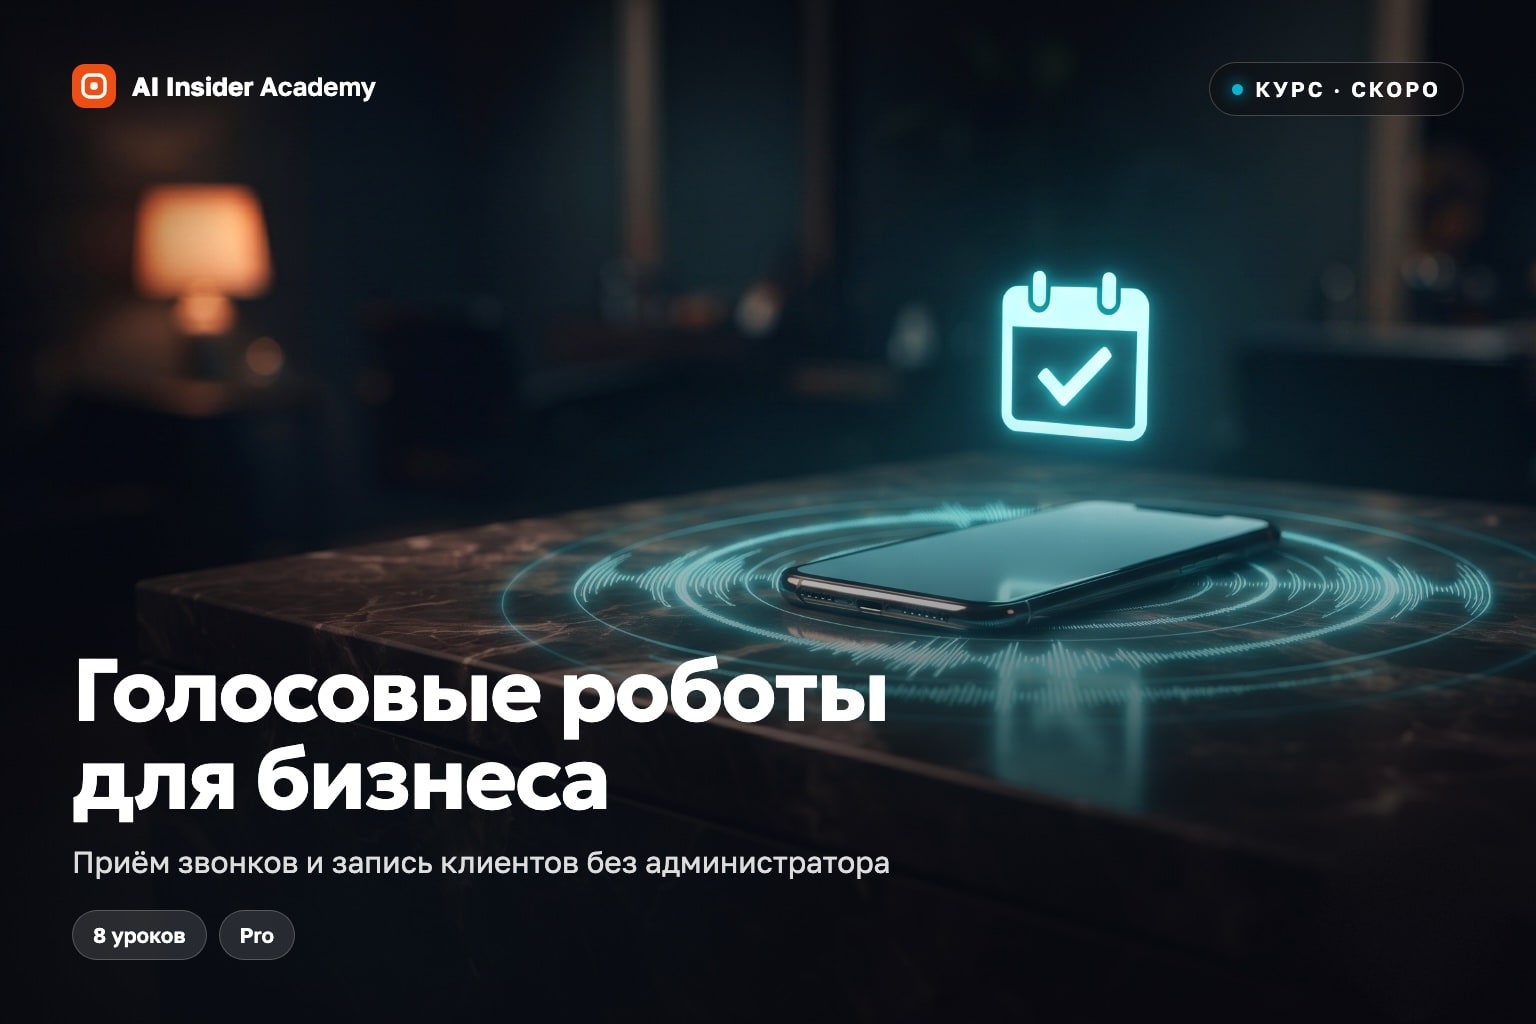 AI Insider Academy
КУРС · СКОРО
Голосовые роботы
для бизнеса
Приём звонков и запись клиентов без администратора
8 уроков
Pro